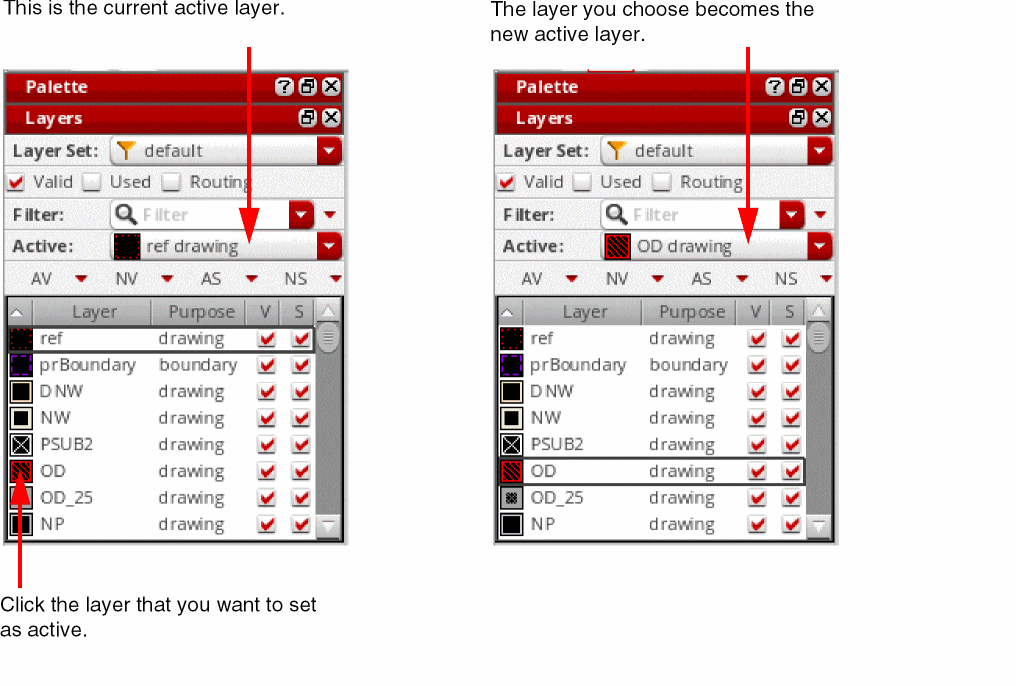 This is the current active layer.
Palette
Layers
Layer Set: default
Valid Used Routing
Filter: Filter
Active: ref drawing
AV NV AS NS
Layer Purpose V S
ref drawing
prBoundary boundary
DNW drawing
NW drawing
PSUB2 drawing
OD drawing
OD_25 drawing
NP drawing
Click the layer that you want to set
as active.
The layer you choose becomes the
new active layer.
Palette
Layers
Layer Set: default
Valid Used Routing
Filter: Filter
Active: OD drawing
AV NV AS NS
Layer Purpose V S
ref drawing
prBoundary boundary
DNW drawing
NW drawing
PSUB2 drawing
OD drawing
OD_25 drawing
NP drawing